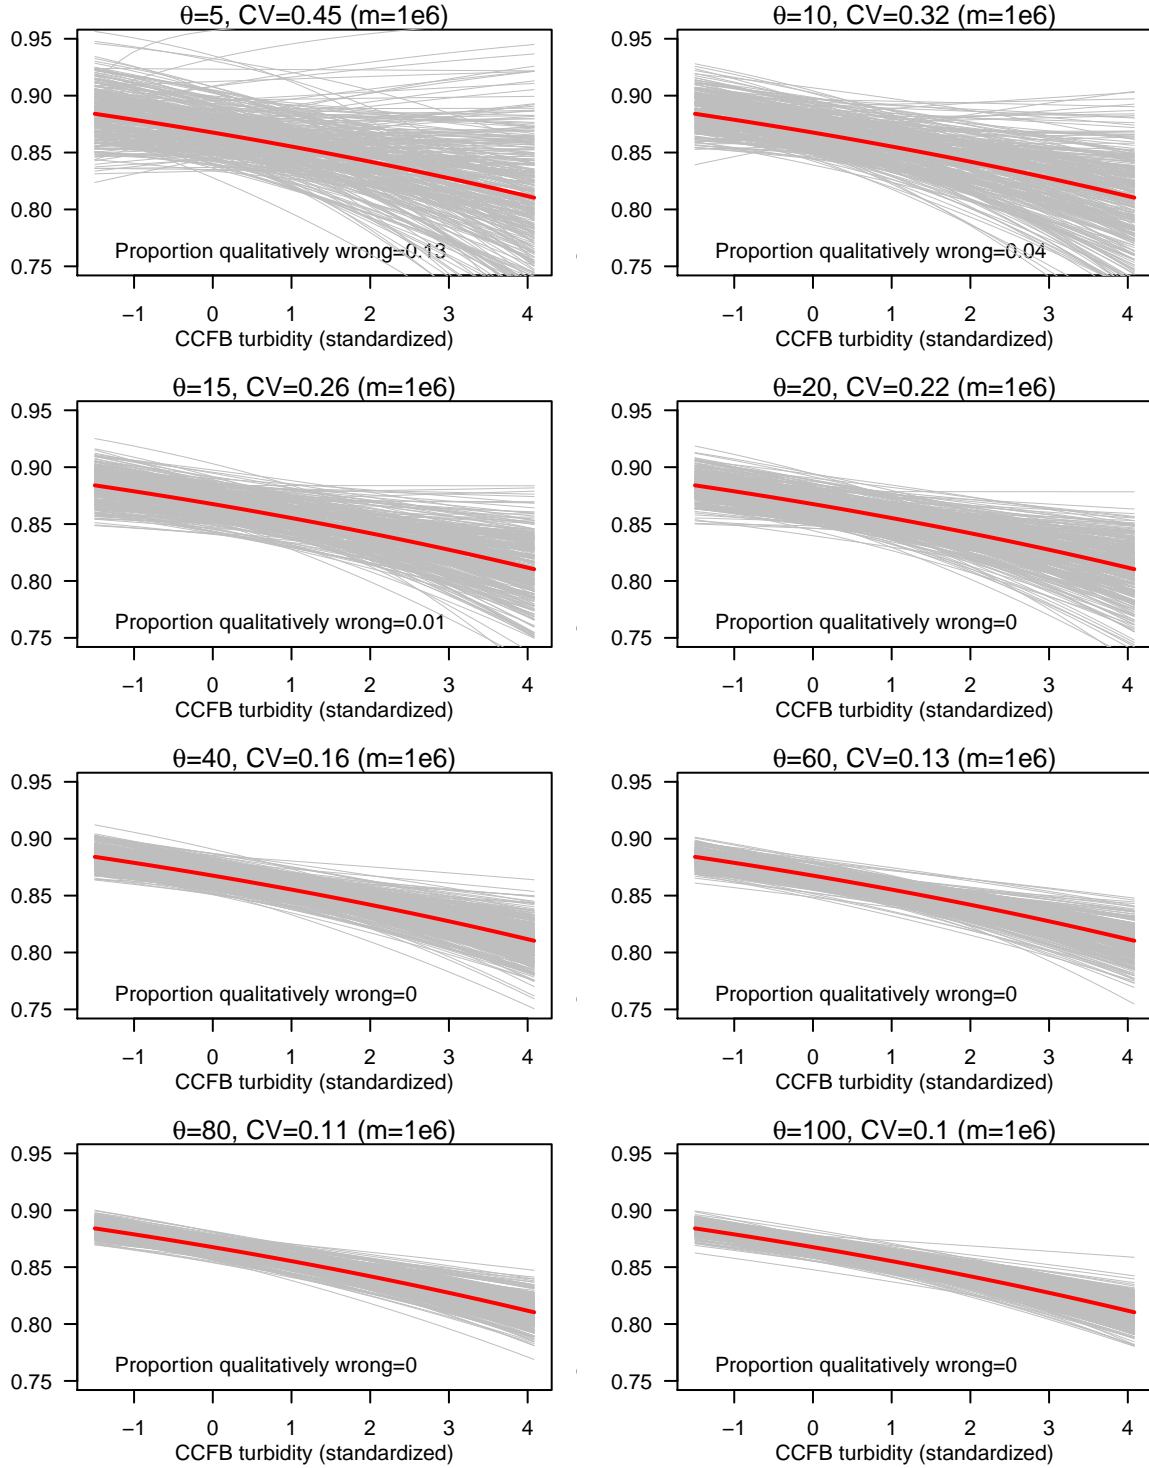 θ=5, CV=0.45 (m=1e6)
0.95
0.90
0.85
0.80
0.75
Proportion qualitatively wrong=0.13
−1 0 1 2 3 4
CCFB turbidity (standardized)
θ=10, CV=0.32 (m=1e6)
0.95
0.90
0.85
0.80
0.75
Proportion qualitatively wrong=0.04
−1 0 1 2 3 4
CCFB turbidity (standardized)
θ=15, CV=0.26 (m=1e6)
0.95
0.90
0.85
0.80
0.75
Proportion qualitatively wrong=0.01
−1 0 1 2 3 4
CCFB turbidity (standardized)
θ=20, CV=0.22 (m=1e6)
0.95
0.90
0.85
0.80
0.75
Proportion qualitatively wrong=0
−1 0 1 2 3 4
CCFB turbidity (standardized)
θ=40, CV=0.16 (m=1e6)
0.95
0.90
0.85
0.80
0.75
Proportion qualitatively wrong=0
−1 0 1 2 3 4
CCFB turbidity (standardized)
θ=60, CV=0.13 (m=1e6)
0.95
0.90
0.85
0.80
0.75
Proportion qualitatively wrong=0
−1 0 1 2 3 4
CCFB turbidity (standardized)
θ=80, CV=0.11 (m=1e6)
0.95
0.90
0.85
0.80
0.75
Proportion qualitatively wrong=0
−1 0 1 2 3 4
CCFB turbidity (standardized)
θ=100, CV=0.1 (m=1e6)
0.95
0.90
0.85
0.80
0.75
Proportion qualitatively wrong=0
−1 0 1 2 3 4
CCFB turbidity (standardized)